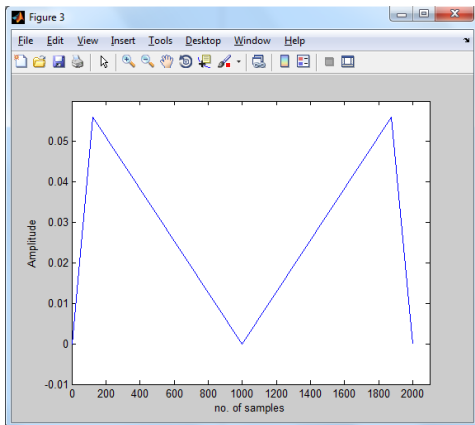 Figure 3
File Edit View Insert Tools Desktop Window Help
0.05
0.04
0.03
0.02
0.01
0
-0.01
Amplitude
0 200 400 600 800 1000 1200 1400 1600 1800 2000
no. of samples